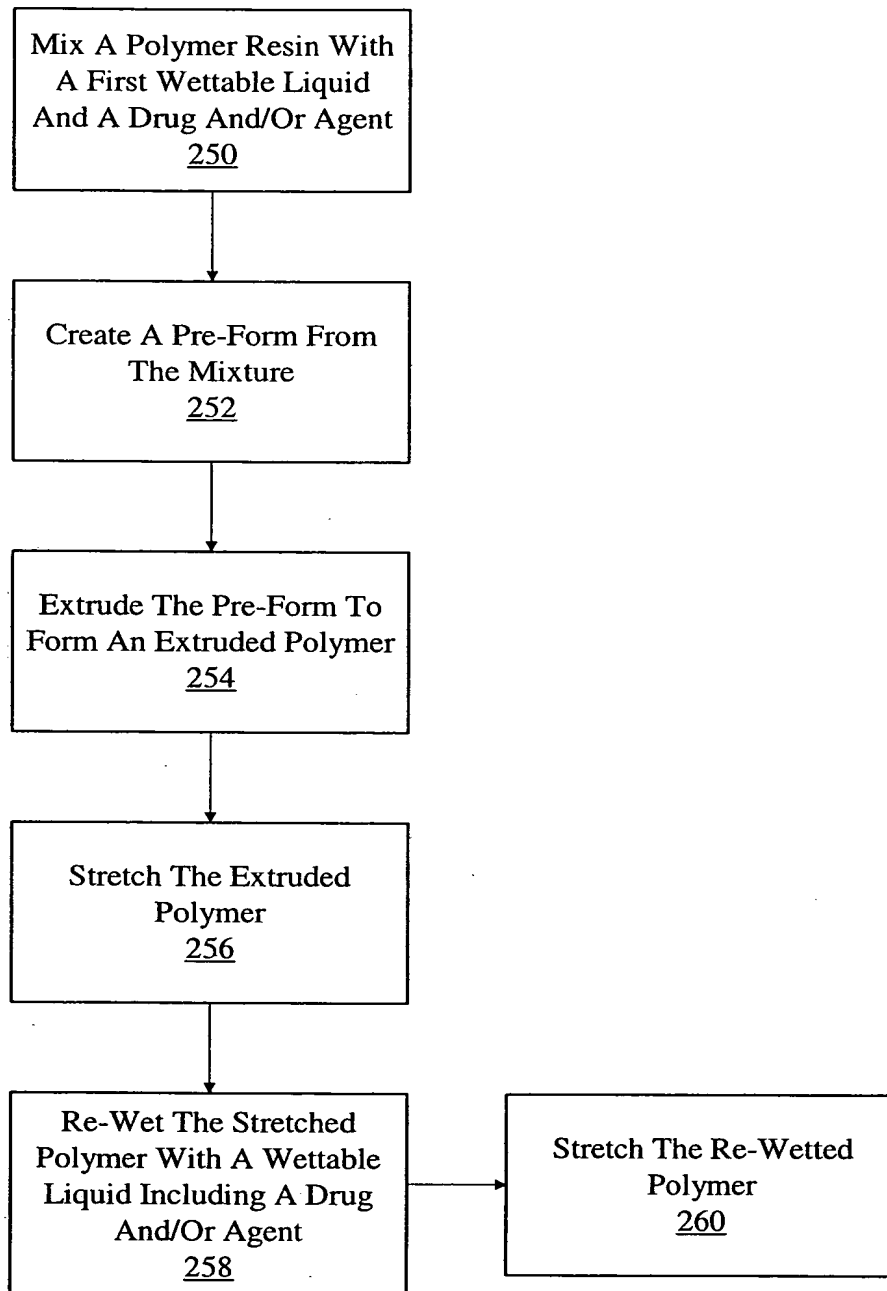 Mix A Polymer Resin With
A First Wettable Liquid
And A Drug And/Or Agent
250
Create A Pre-Form From
The Mixture
252
Extrude The Pre-Form To
Form An Extruded Polymer
254
Stretch The Extruded
Polymer
256
Re-Wet The Stretched
Polymer With A Wettable
Liquid Including A Drug
And/Or Agent
258
Stretch The Re-Wetted
Polymer
260